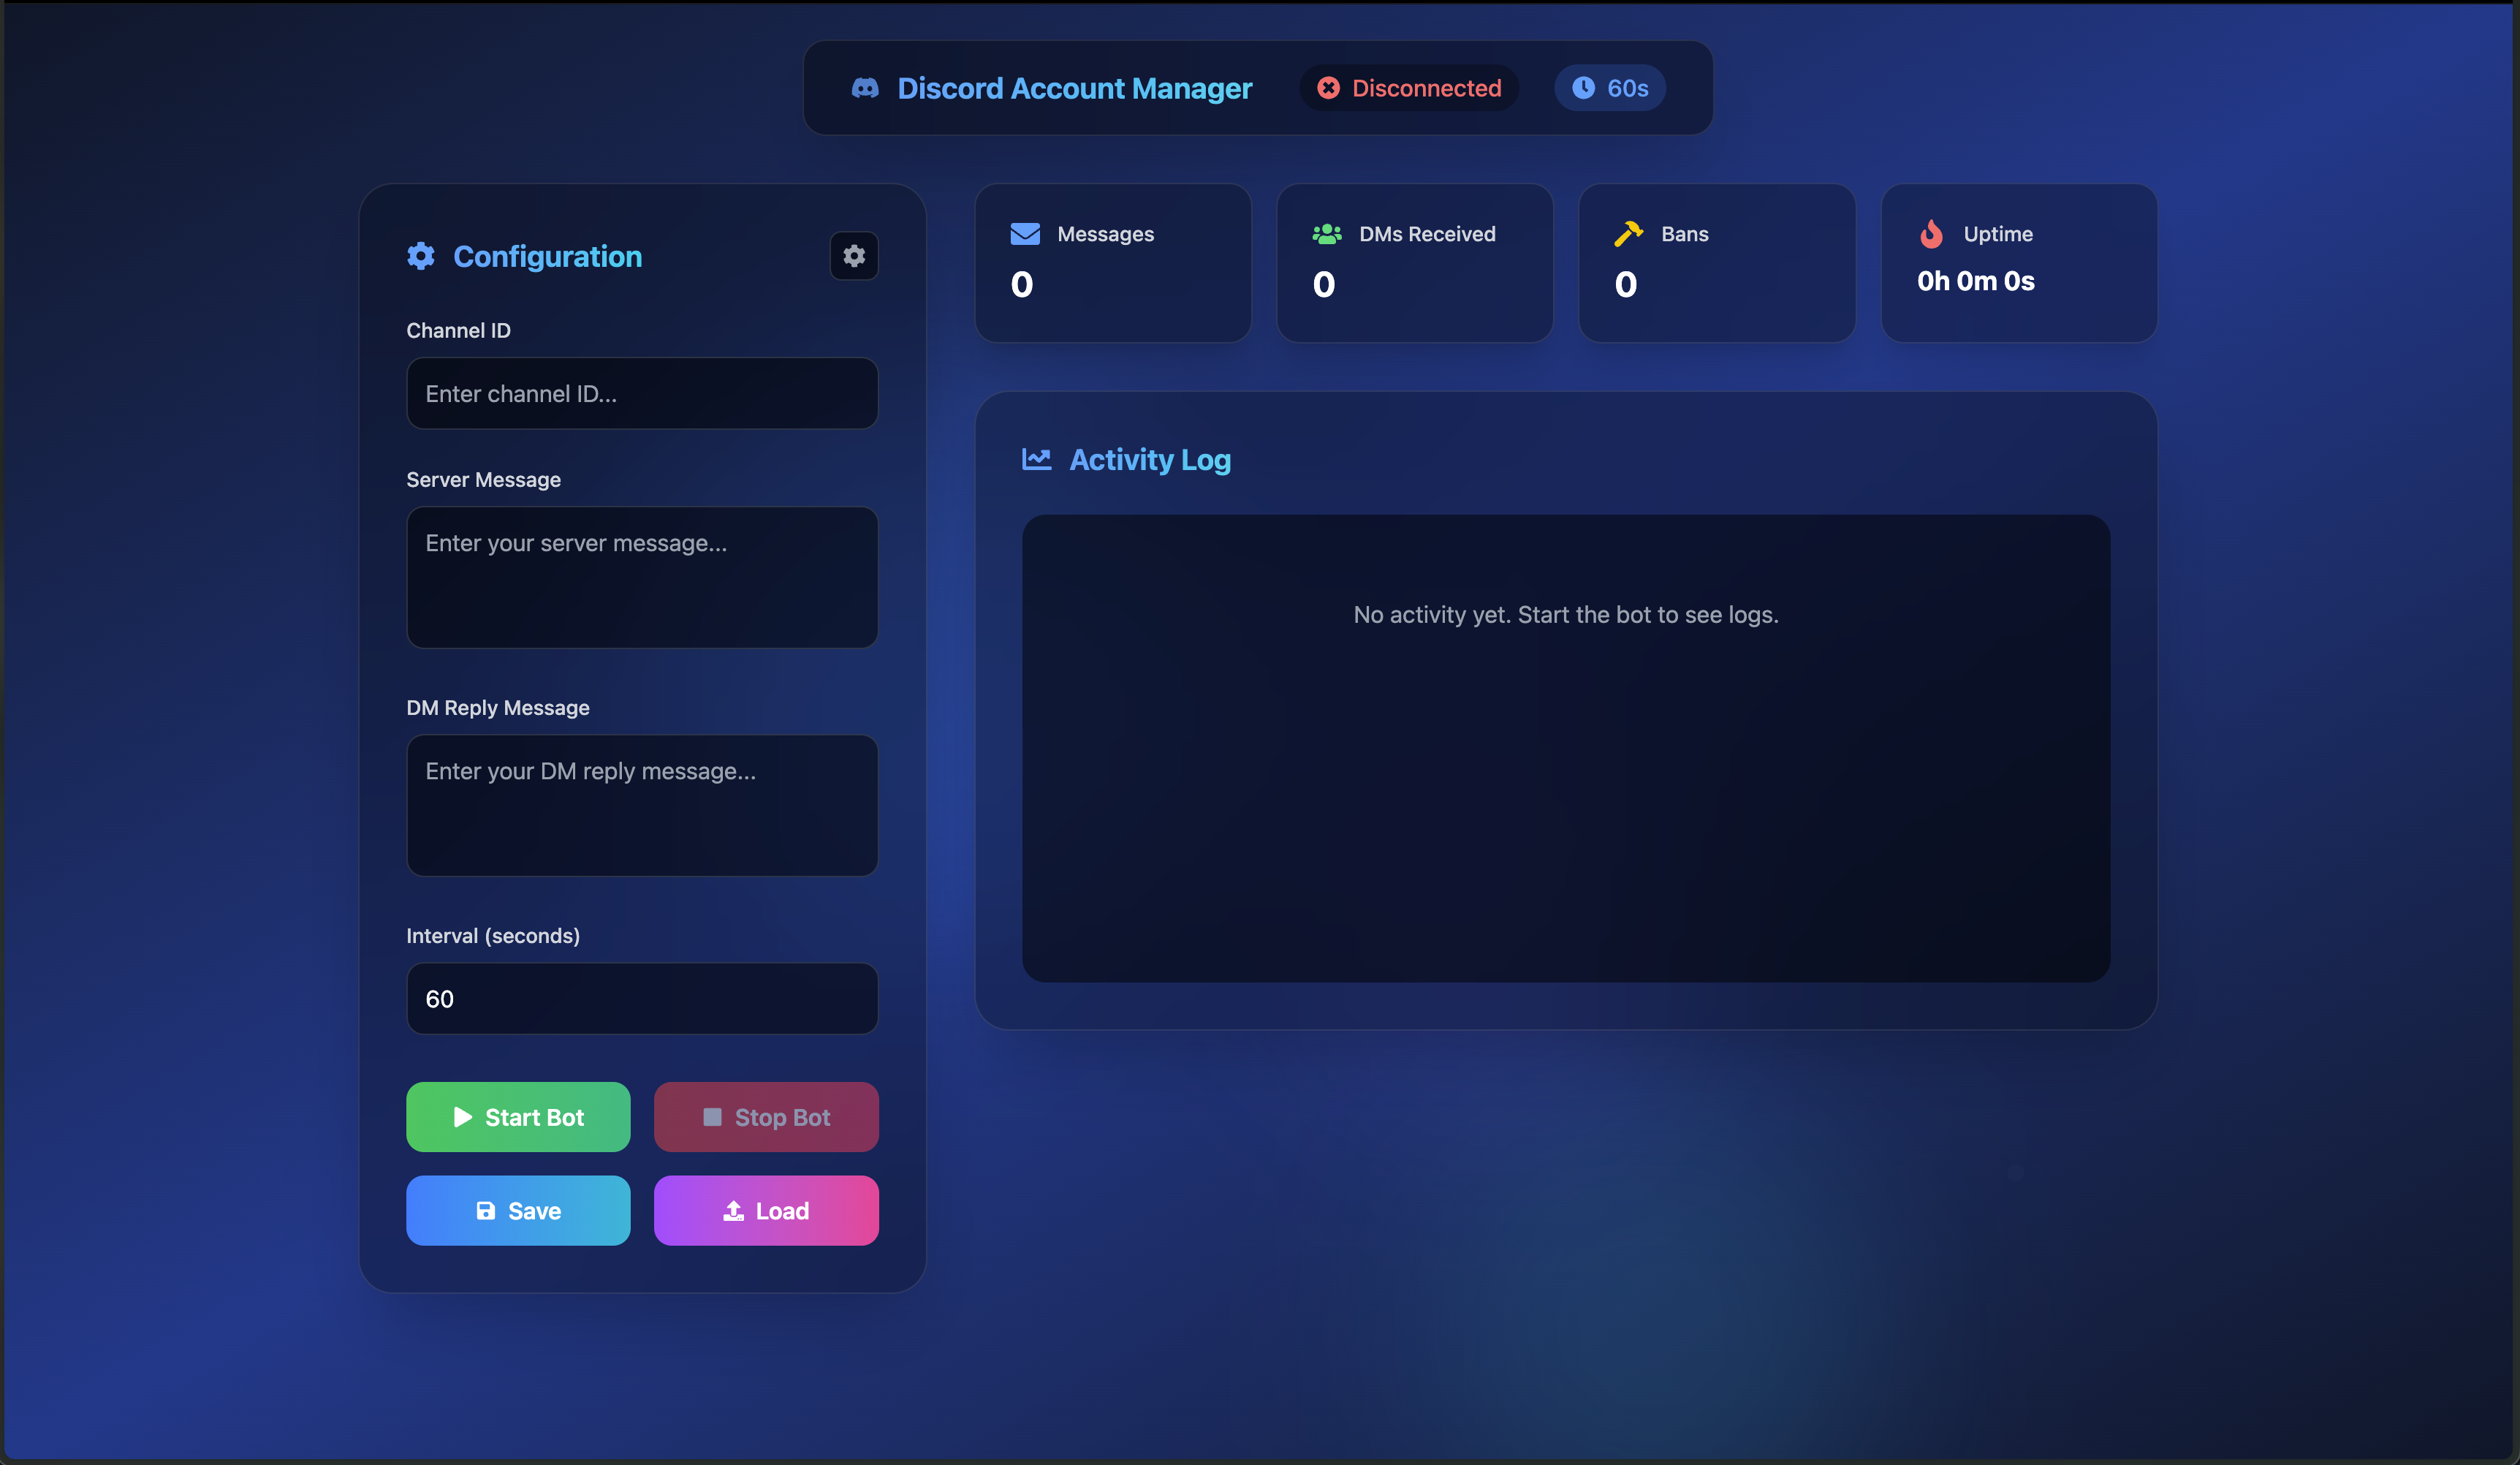 Discord Account Manager
Disconnected
60s
Configuration
Channel ID
Enter channel ID...
Server Message
Enter your server message...
DM Reply Message
Enter your DM reply message...
Interval (seconds)
60
Start Bot
Stop Bot
Save
Load
Messages
0
DMs Received
0
Bans
0
Uptime
0h 0m 0s
Activity Log
No activity yet. Start the bot to see logs.